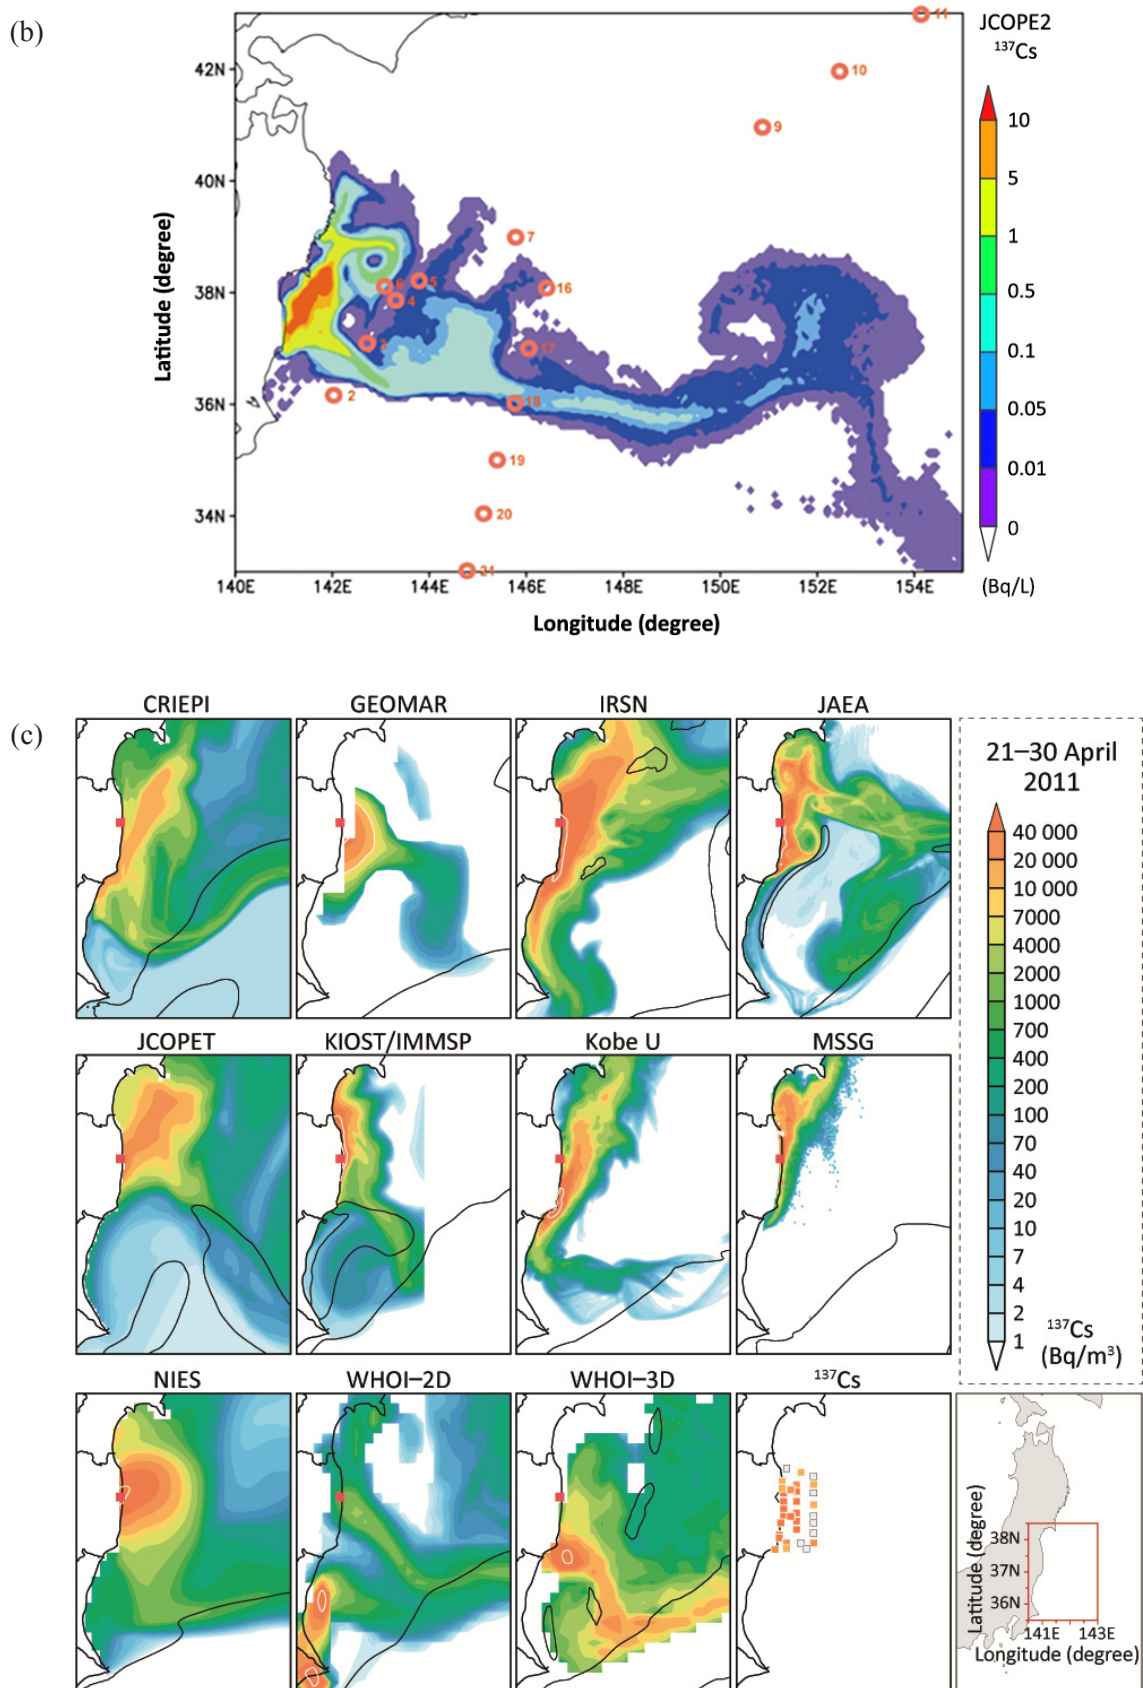 (b)
JCOPE2
137Cs
11
42N
10
10
9
5
40N
7
1
5
6
16
0.5
38N
4
3
17
0.1
2
18
36N
0.05
19
0.01
20
34N
0
21
140E 142E 144E 146E 148E 150E 152E 154E
(Bq/L)
Latitude (degree)
Longitude (degree)
(c)
CRIEPI GEOMAR IRSN JAEA
21–30 April
2011
40 000
20 000
10 000
7000
4000
2000
1000
700
400
200
100
70
40
20
10
7
4
2
1
137Cs
(Bq/m3)
JCOPET KIOST/IMMSP Kobe U MSSG
NIES WHOI–2D WHOI–3D 137Cs
Latitude (degree)
38N
37N
36N
141E 143E
Longitude (degree)